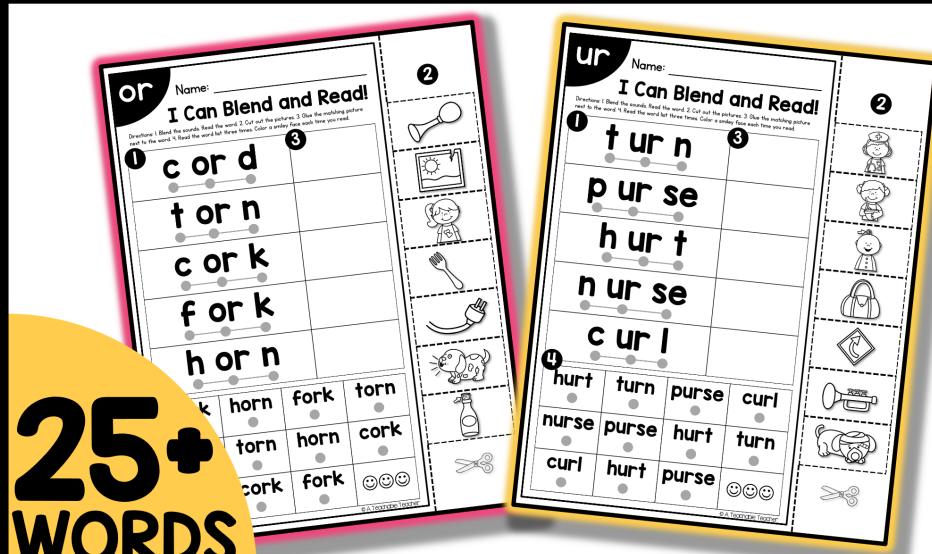 or
Name:
I Can Blend and Read!
Directions: 1. Blend the sounds. Read the word. 2. Cut out the pictures. 3. Glue the matching picture
next to the word. 4. Read the word list three times. Color a smiley face each time you read.
1
2
3
c or d
t or n
c or k
f or k
h or n
k horn fork torn
torn horn cork
cork fork
© A Teachable Teacher
ur
Name:
I Can Blend and Read!
Directions: 1. Blend the sounds. Read the word. 2. Cut out the pictures. 3. Glue the matching picture
next to the word. 4. Read the word list three times. Color a smiley face each time you read.
1
2
3
t ur n
p ur se
h ur t
n ur se
c ur l
4
hurt turn purse curl
nurse purse hurt turn
curl hurt purse
© A Teachable Teacher
25+
WORDS